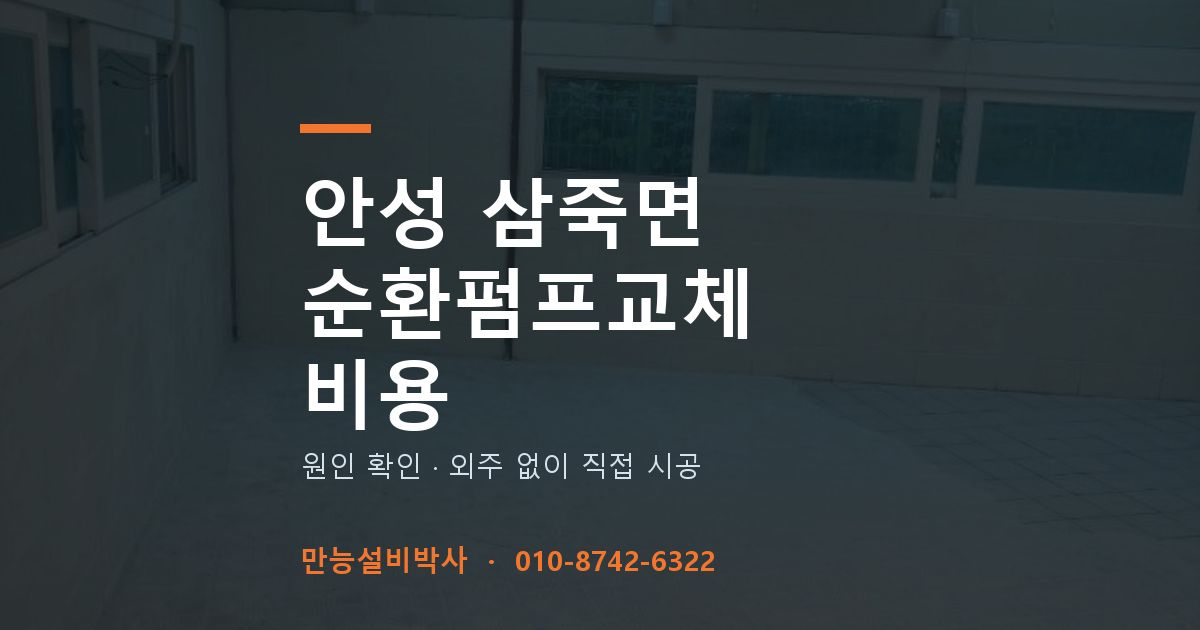 안성 삼죽면
순환펌프교체
비용
원인 확인 · 외주 없이 직접 시공
만능설비박사 · 010-8742-6322